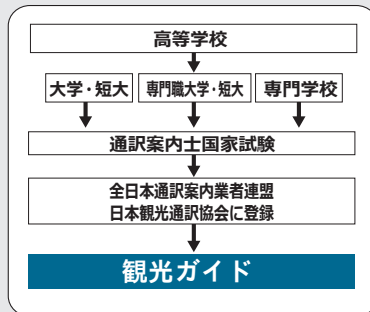 高等学校
大学・短大
専門職大学・短大
専門学校
通訳案内士国家試験
全日本通訳案内業者連盟
日本観光通訳協会に登録
観光ガイド